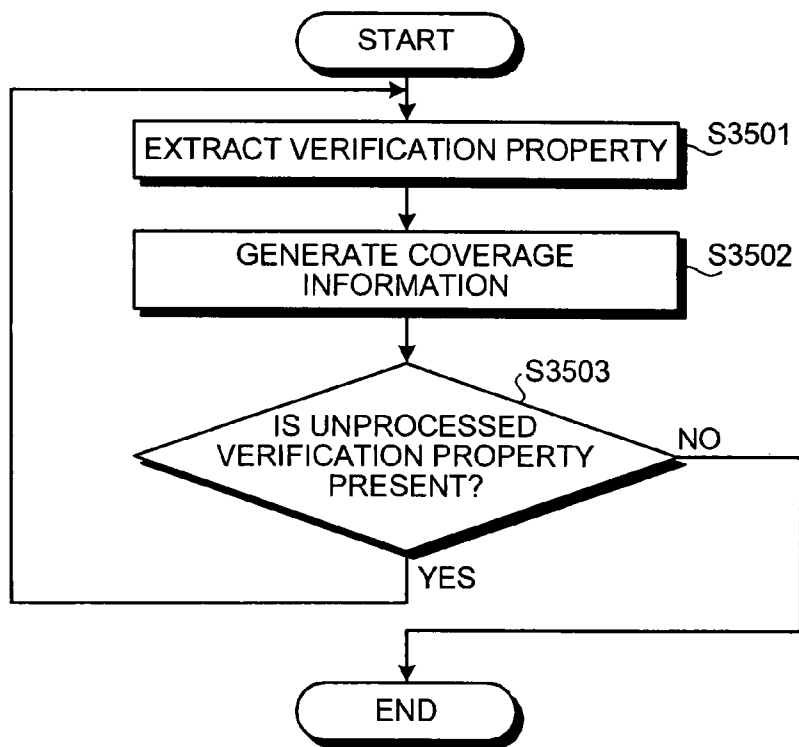 START
EXTRACT VERIFICATION PROPERTY
S3501
GENERATE COVERAGE
INFORMATION
S3502
S3503
IS UNPROCESSED
VERIFICATION PROPERTY
PRESENT?
NO
YES
END